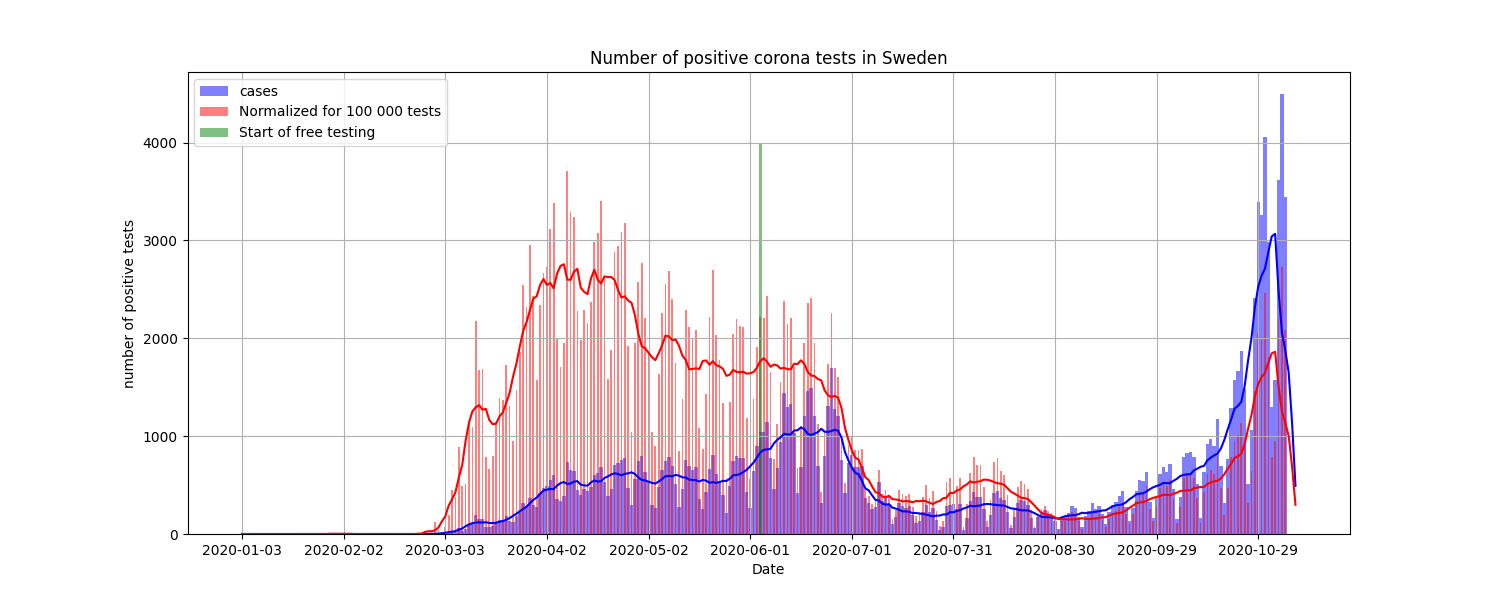 Number of positive corona tests in Sweden
cases
Normalized for 100 000 tests
Start of free testing
number of positive tests
4000
3000
2000
1000
0
2020-01-03 2020-02-02 2020-03-03 2020-04-02 2020-05-02 2020-06-01 2020-07-01 2020-07-31 2020-08-30 2020-09-29 2020-10-29
Date